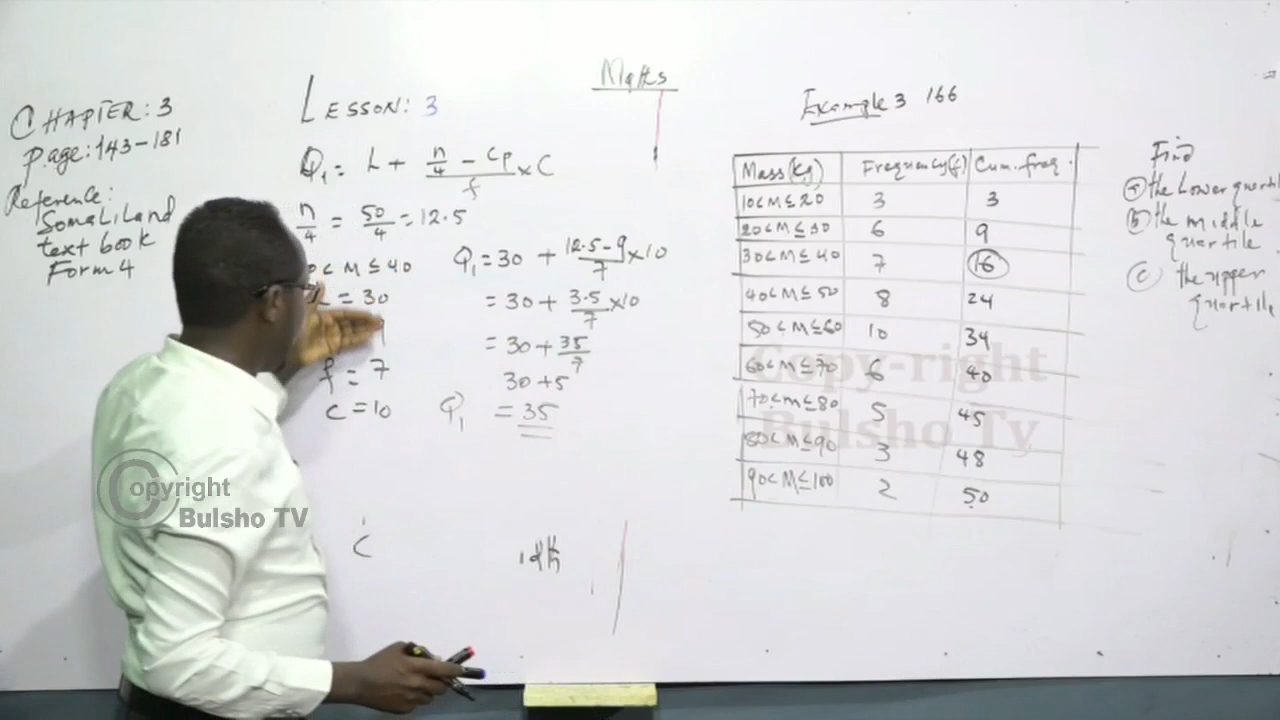 Maths
CHAPTER: 3
Page: 143-181
Reference:
SomaliLand
text book
Form 4
LESSON: 3
Q₁ = L + (n/4 - Cp)/f × C
n/4 = 50/4 = 12.5
< M ≤ 40
= 30
f = 7
C = 10
Q₁ = 30 + (12.5 - 9)/7 × 10
= 30 + 3.5/7 × 10
= 30 + 35/7
30 + 5
Q₁ = 35
C
Example 3 166
Mass (Kg) Frequency (f) Cum. freq.
10 < M ≤ 20 3 3
20 < M ≤ 30 6 9
30 < M ≤ 40 7 16
40 < M ≤ 50 8 24
50 < M ≤ 60 10 34
60 < M ≤ 70 6 40
70 < M ≤ 80 5 45
80 < M ≤ 90 3 48
90 < M ≤ 100 2 50
Find
(a) the Lower quartil
(b) the middle
quartile
(c) the upper
quartile
Copy-right
Bulsho Tv
Copyright
Bulsho TV